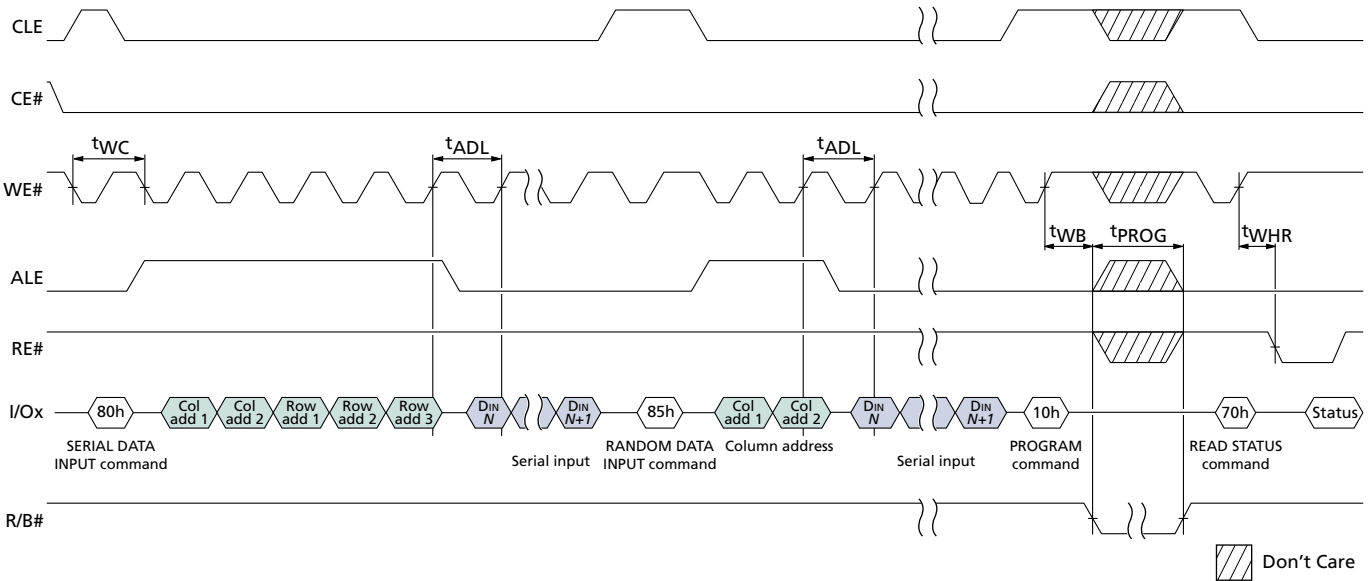 CLE
CE#
tWC
tADL
tADL
WE#
tWB
tPROG
tWHR
ALE
RE#
I/Ox
80h
Col
add 1
Col
add 2
Row
add 1
Row
add 2
Row
add 3
DIN
N
DIN
N+1
85h
Col
add 1
Col
add 2
DIN
N
DIN
N+1
10h
70h
Status
SERIAL DATA
INPUT command
Serial input
RANDOM DATA
INPUT command
Column address
Serial input
PROGRAM
command
READ STATUS
command
R/B#
Don't Care